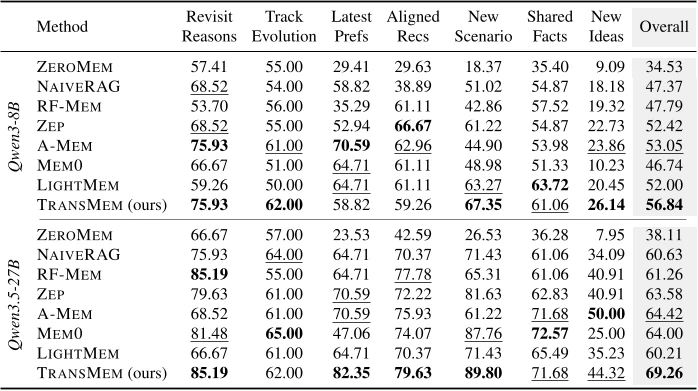 Method Revisit Reasons Track Evolution Latest Prefs Aligned Recs New Scenario Shared Facts New Ideas Overall
Qwen3-8B
ZEROMEM 57.41 55.00 29.41 29.63 18.37 35.40 9.09 34.53
NAIVERAG 68.52 54.00 58.82 38.89 51.02 54.87 18.18 47.37
RF-MEM 53.70 56.00 35.29 61.11 42.86 57.52 19.32 47.79
ZEP 68.52 55.00 52.94 66.67 61.22 54.87 22.73 52.42
A-MEM 75.93 61.00 70.59 62.96 44.90 53.98 23.86 53.05
MEM0 66.67 51.00 64.71 61.11 48.98 51.33 10.23 46.74
LIGHTMEM 59.26 50.00 64.71 61.11 63.27 63.72 20.45 52.00
TRANSMEM (ours) 75.93 62.00 58.82 59.26 67.35 61.06 26.14 56.84
Qwen3.5-27B
ZEROMEM 66.67 57.00 23.53 42.59 26.53 36.28 7.95 38.11
NAIVERAG 75.93 64.00 64.71 70.37 71.43 61.06 34.09 60.63
RF-MEM 85.19 55.00 64.71 77.78 65.31 61.06 40.91 61.26
ZEP 79.63 61.00 70.59 72.22 81.63 62.83 40.91 63.58
A-MEM 68.52 61.00 70.59 75.93 61.22 71.68 50.00 64.42
MEM0 81.48 65.00 47.06 74.07 87.76 72.57 25.00 64.00
LIGHTMEM 66.67 61.00 64.71 70.37 71.43 65.49 35.23 60.21
TRANSMEM (ours) 85.19 62.00 82.35 79.63 89.80 71.68 44.32 69.26